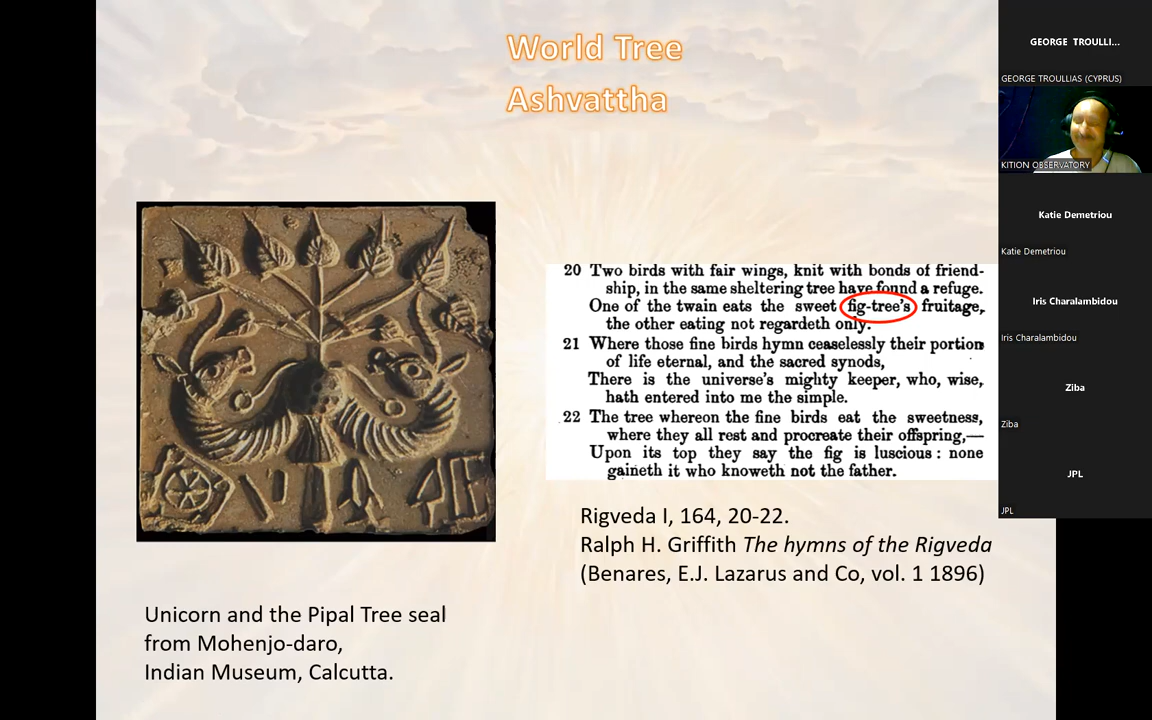 World Tree
Ashvattha
20 Two birds with fair wings, knit with bonds of friend-
ship, in the same sheltering tree have found a refuge.
One of the twain eats the sweet fig-tree's fruitage,
the other eating not regardeth only.
21 Where those fine birds hymn ceaselessly their portion
of life eternal, and the sacred synods,
There is the universe's mighty keeper, who, wise,
hath entered into me the simple.
22 The tree whereon the fine birds eat the sweetness,
where they all rest and procreate their offspring,—
Upon its top they say the fig is luscious : none
gaineth it who knoweth not the father.
Rigveda I, 164, 20-22.
Ralph H. Griffith The hymns of the Rigveda
(Benares, E.J. Lazarus and Co, vol. 1 1896)
Unicorn and the Pipal Tree seal
from Mohenjo-daro,
Indian Museum, Calcutta.
GEORGE TROULLI...
GEORGE TROULLIAS (CYPRUS)
KITION OBSERVATORY
Katie Demetriou
Katie Demetriou
Iris Charalambidou
Iris Charalambidou
Ziba
Ziba
JPL
JPL